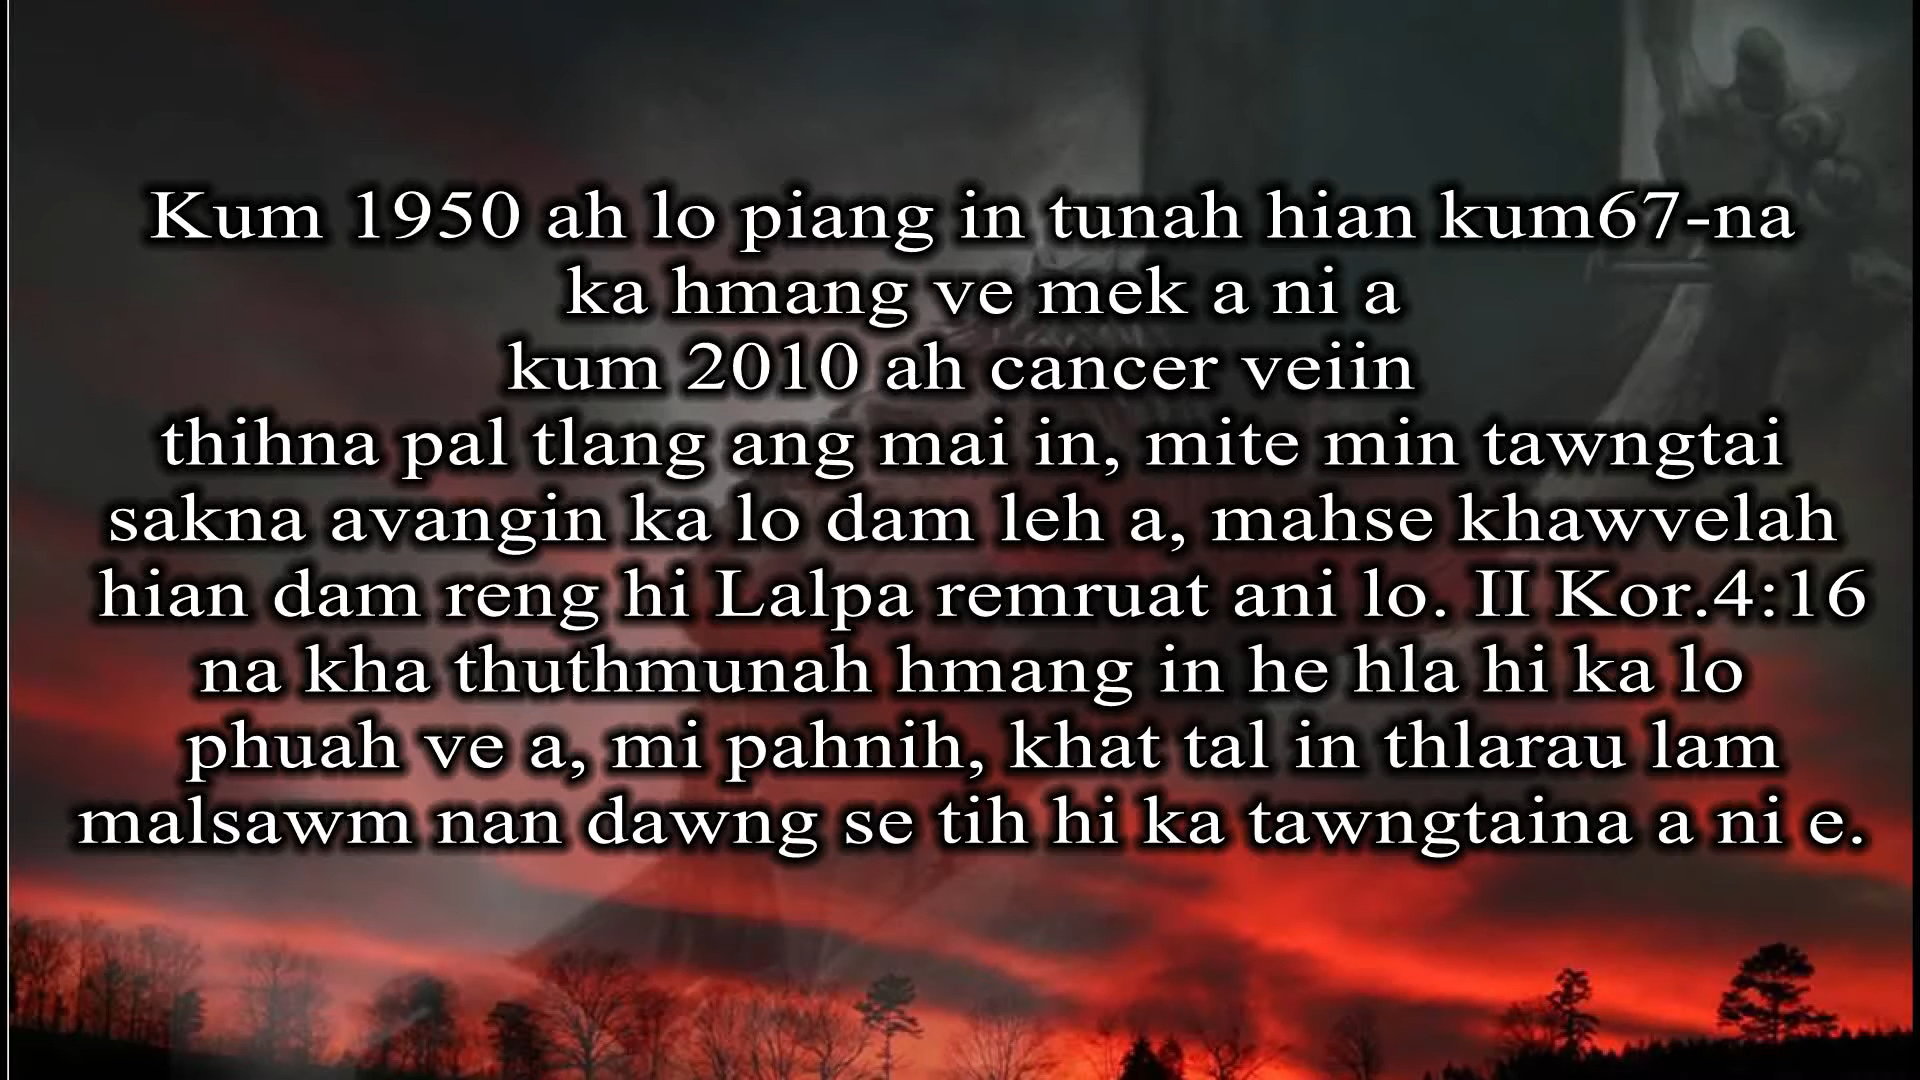 Kum 1950 ah lo piang in tunah hian kum67-na
ka hmang ve mek a ni a
kum 2010 ah cancer veiin
thihna pal tlang ang mai in, mite min tawngtai
sakna avangin ka lo dam leh a, mahse khawvelah
hian dam reng hi Lalpa remruat ani lo. II Kor.4:16
na kha thuthmunah hmang in he hla hi ka lo
phuah ve a, mi pahnih, khat tal in thlarau lam
malsawm nan dawng se tih hi ka tawngtaina a ni e.